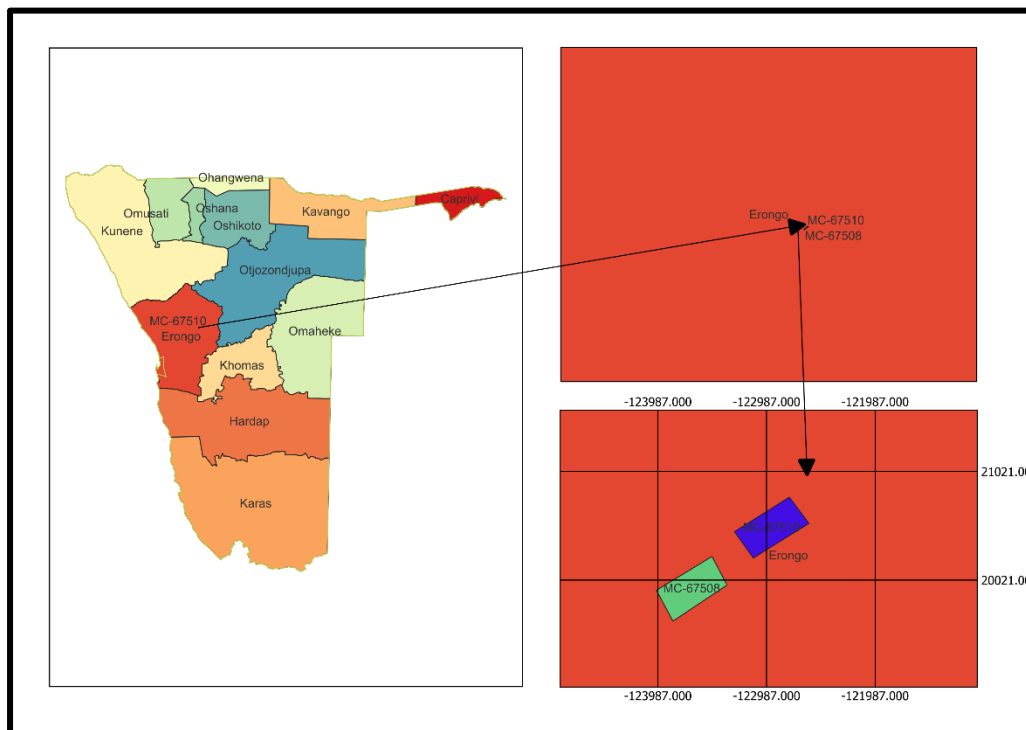 Ohangwena
Omusati
Oshana
Kavango
Caprivi
Kunene
Oshikoto
Otjozondjupa
MC-67510
Erongo
Omaheke
Khomas
Hardap
Karas
Erongo
MC-67510
MC-67508
-123987.000 -122987.000 -121987.000
21021.00
MC-67510
Erongo
20021.00
MC-67508
-123987.000 -122987.000 -121987.000